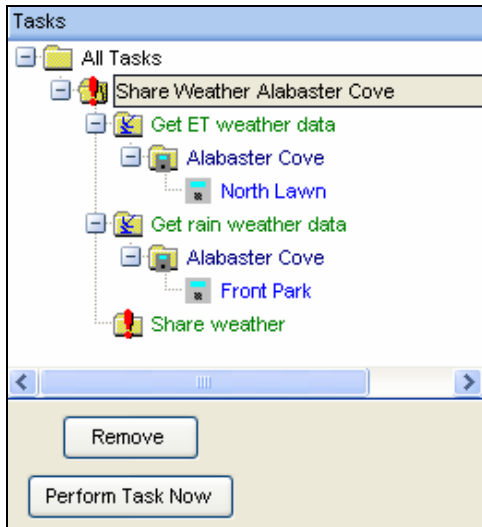 Tasks
All Tasks
Share Weather Alabaster Cove
Get ET weather data
Alabaster Cove
North Lawn
Get rain weather data
Alabaster Cove
Front Park
Share weather
Remove
Perform Task Now